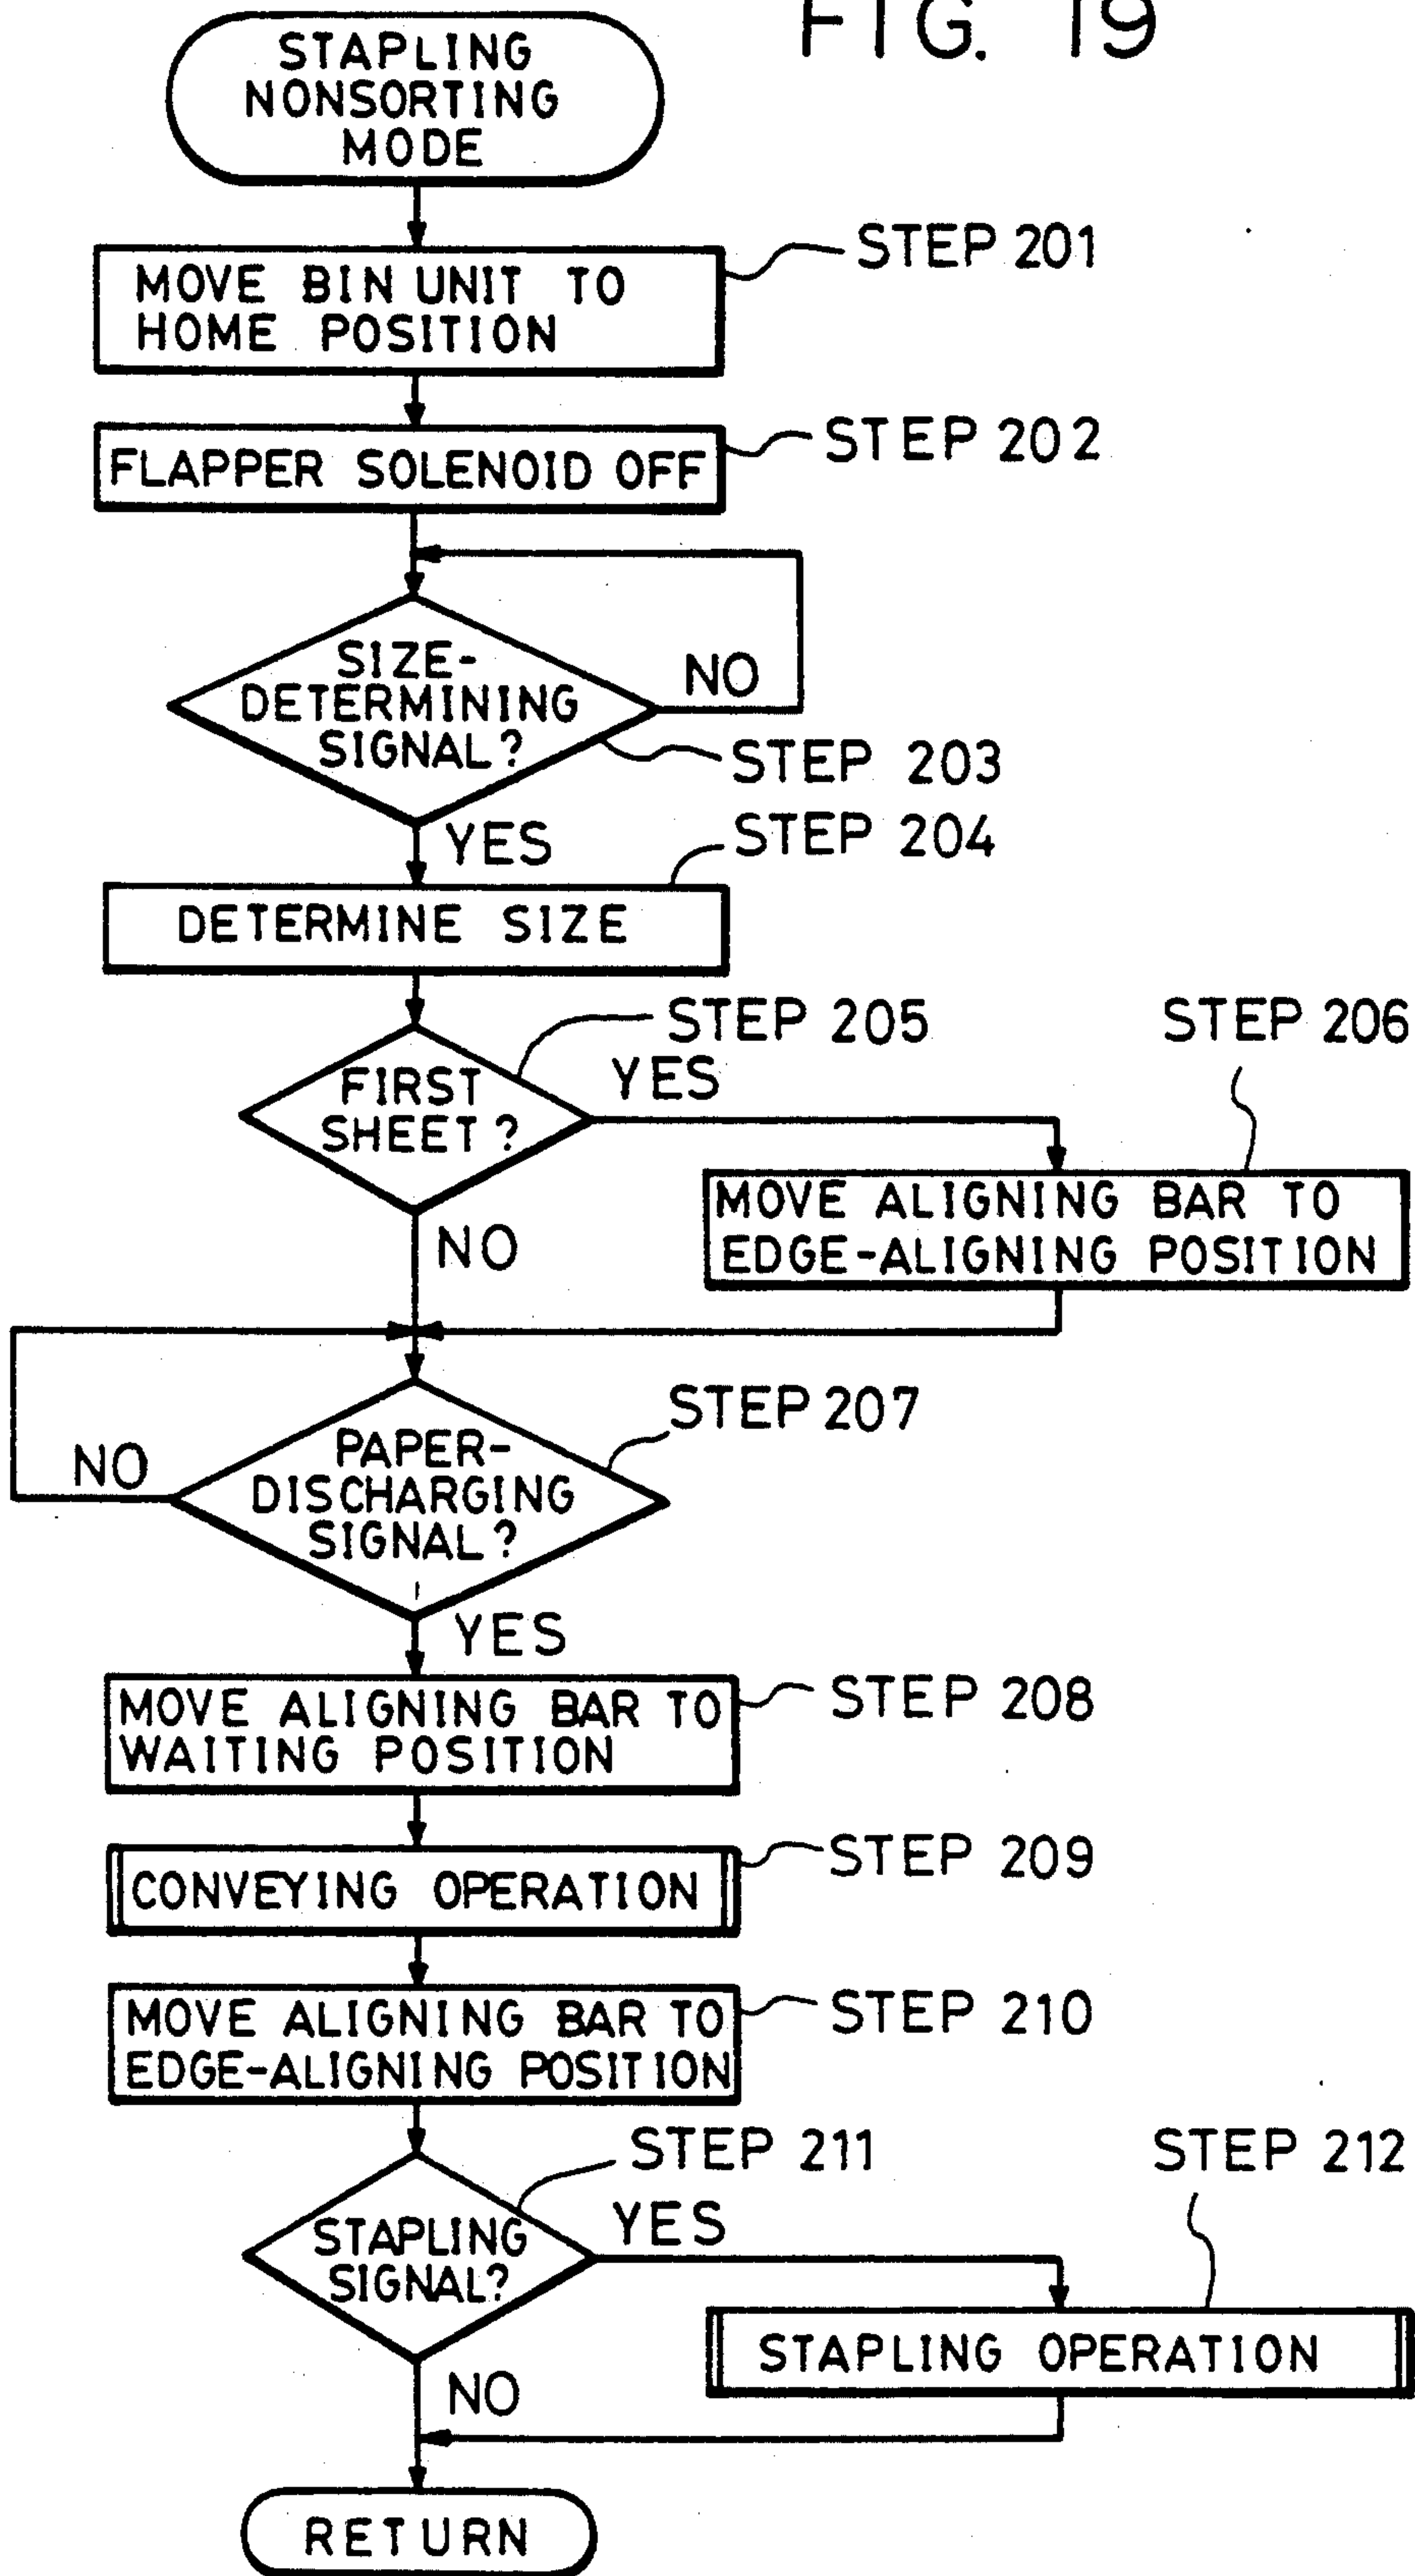 FIG. 19
STAPLING
NONSORTING
MODE
STEP 201
MOVE BIN UNIT TO
HOME POSITION
STEP 202
FLAPPER SOLENOID OFF
SIZE-
DETERMINING
SIGNAL?
NO
STEP 203
YES
STEP 204
DETERMINE SIZE
STEP 205
STEP 206
FIRST
SHEET?
YES
NO
MOVE ALIGNING BAR TO
EDGE-ALIGNING POSITION
STEP 207
PAPER-
DISCHARGING
SIGNAL?
NO
YES
STEP 208
MOVE ALIGNING BAR TO
WAITING POSITION
STEP 209
CONVEYING OPERATION
STEP 210
MOVE ALIGNING BAR TO
EDGE-ALIGNING POSITION
STEP 211
STEP 212
STAPLING
SIGNAL?
YES
STAPLING OPERATION
NO
RETURN